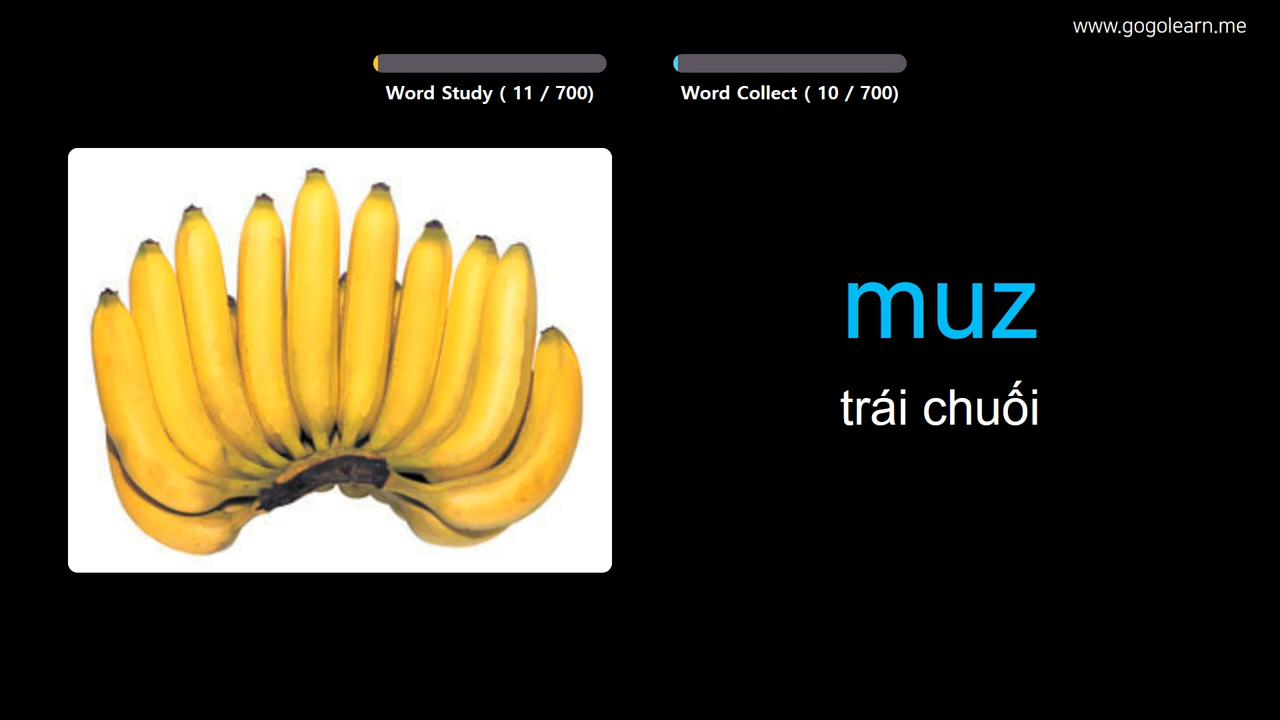 www.gogolearn.me
Word Study ( 11 / 700)
Word Collect ( 10 / 700)
muz
trái chuối